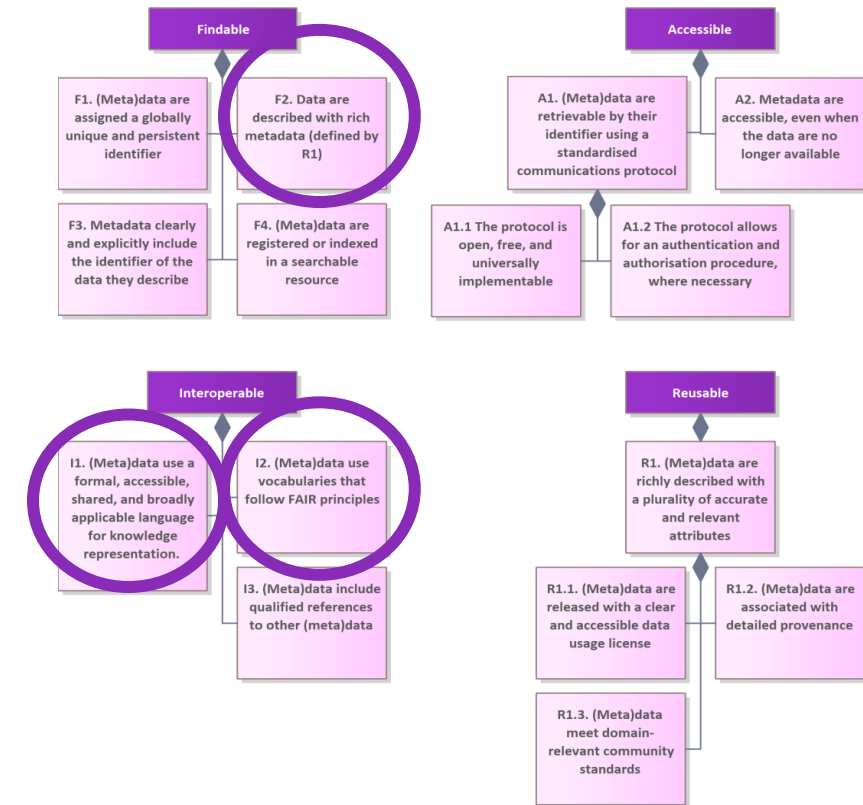 Findable
F1. (Meta)data are
assigned a globally
unique and persistent
identifier
F2. Data are
described with rich
metadata (defined by
R1)
F3. Metadata clearly
and explicitly include
the identifier of the
data they describe
F4. (Meta)data are
registered or indexed
in a searchable
resource
Accessible
A1. (Meta)data are
retrievable by their
identifier using a
standardised
communications protocol
A2. Metadata are
accessible, even when
the data are no
longer available
A1.1 The protocol is
open, free, and
universally
implementable
A1.2 The protocol allows
for an authentication and
authorisation procedure,
where necessary
Interoperable
I1. (Meta)data use a
formal, accessible,
shared, and broadly
applicable language
for knowledge
representation.
I2. (Meta)data use
vocabularies that
follow FAIR principles
I3. (Meta)data include
qualified references
to other (meta)data
Reusable
R1. (Meta)data are
richly described with
a plurality of accurate
and relevant
attributes
R1.1. (Meta)data are
released with a clear
and accessible data
usage license
R1.2. (Meta)data are
associated with
detailed provenance
R1.3. (Meta)data
meet domain-
relevant community
standards